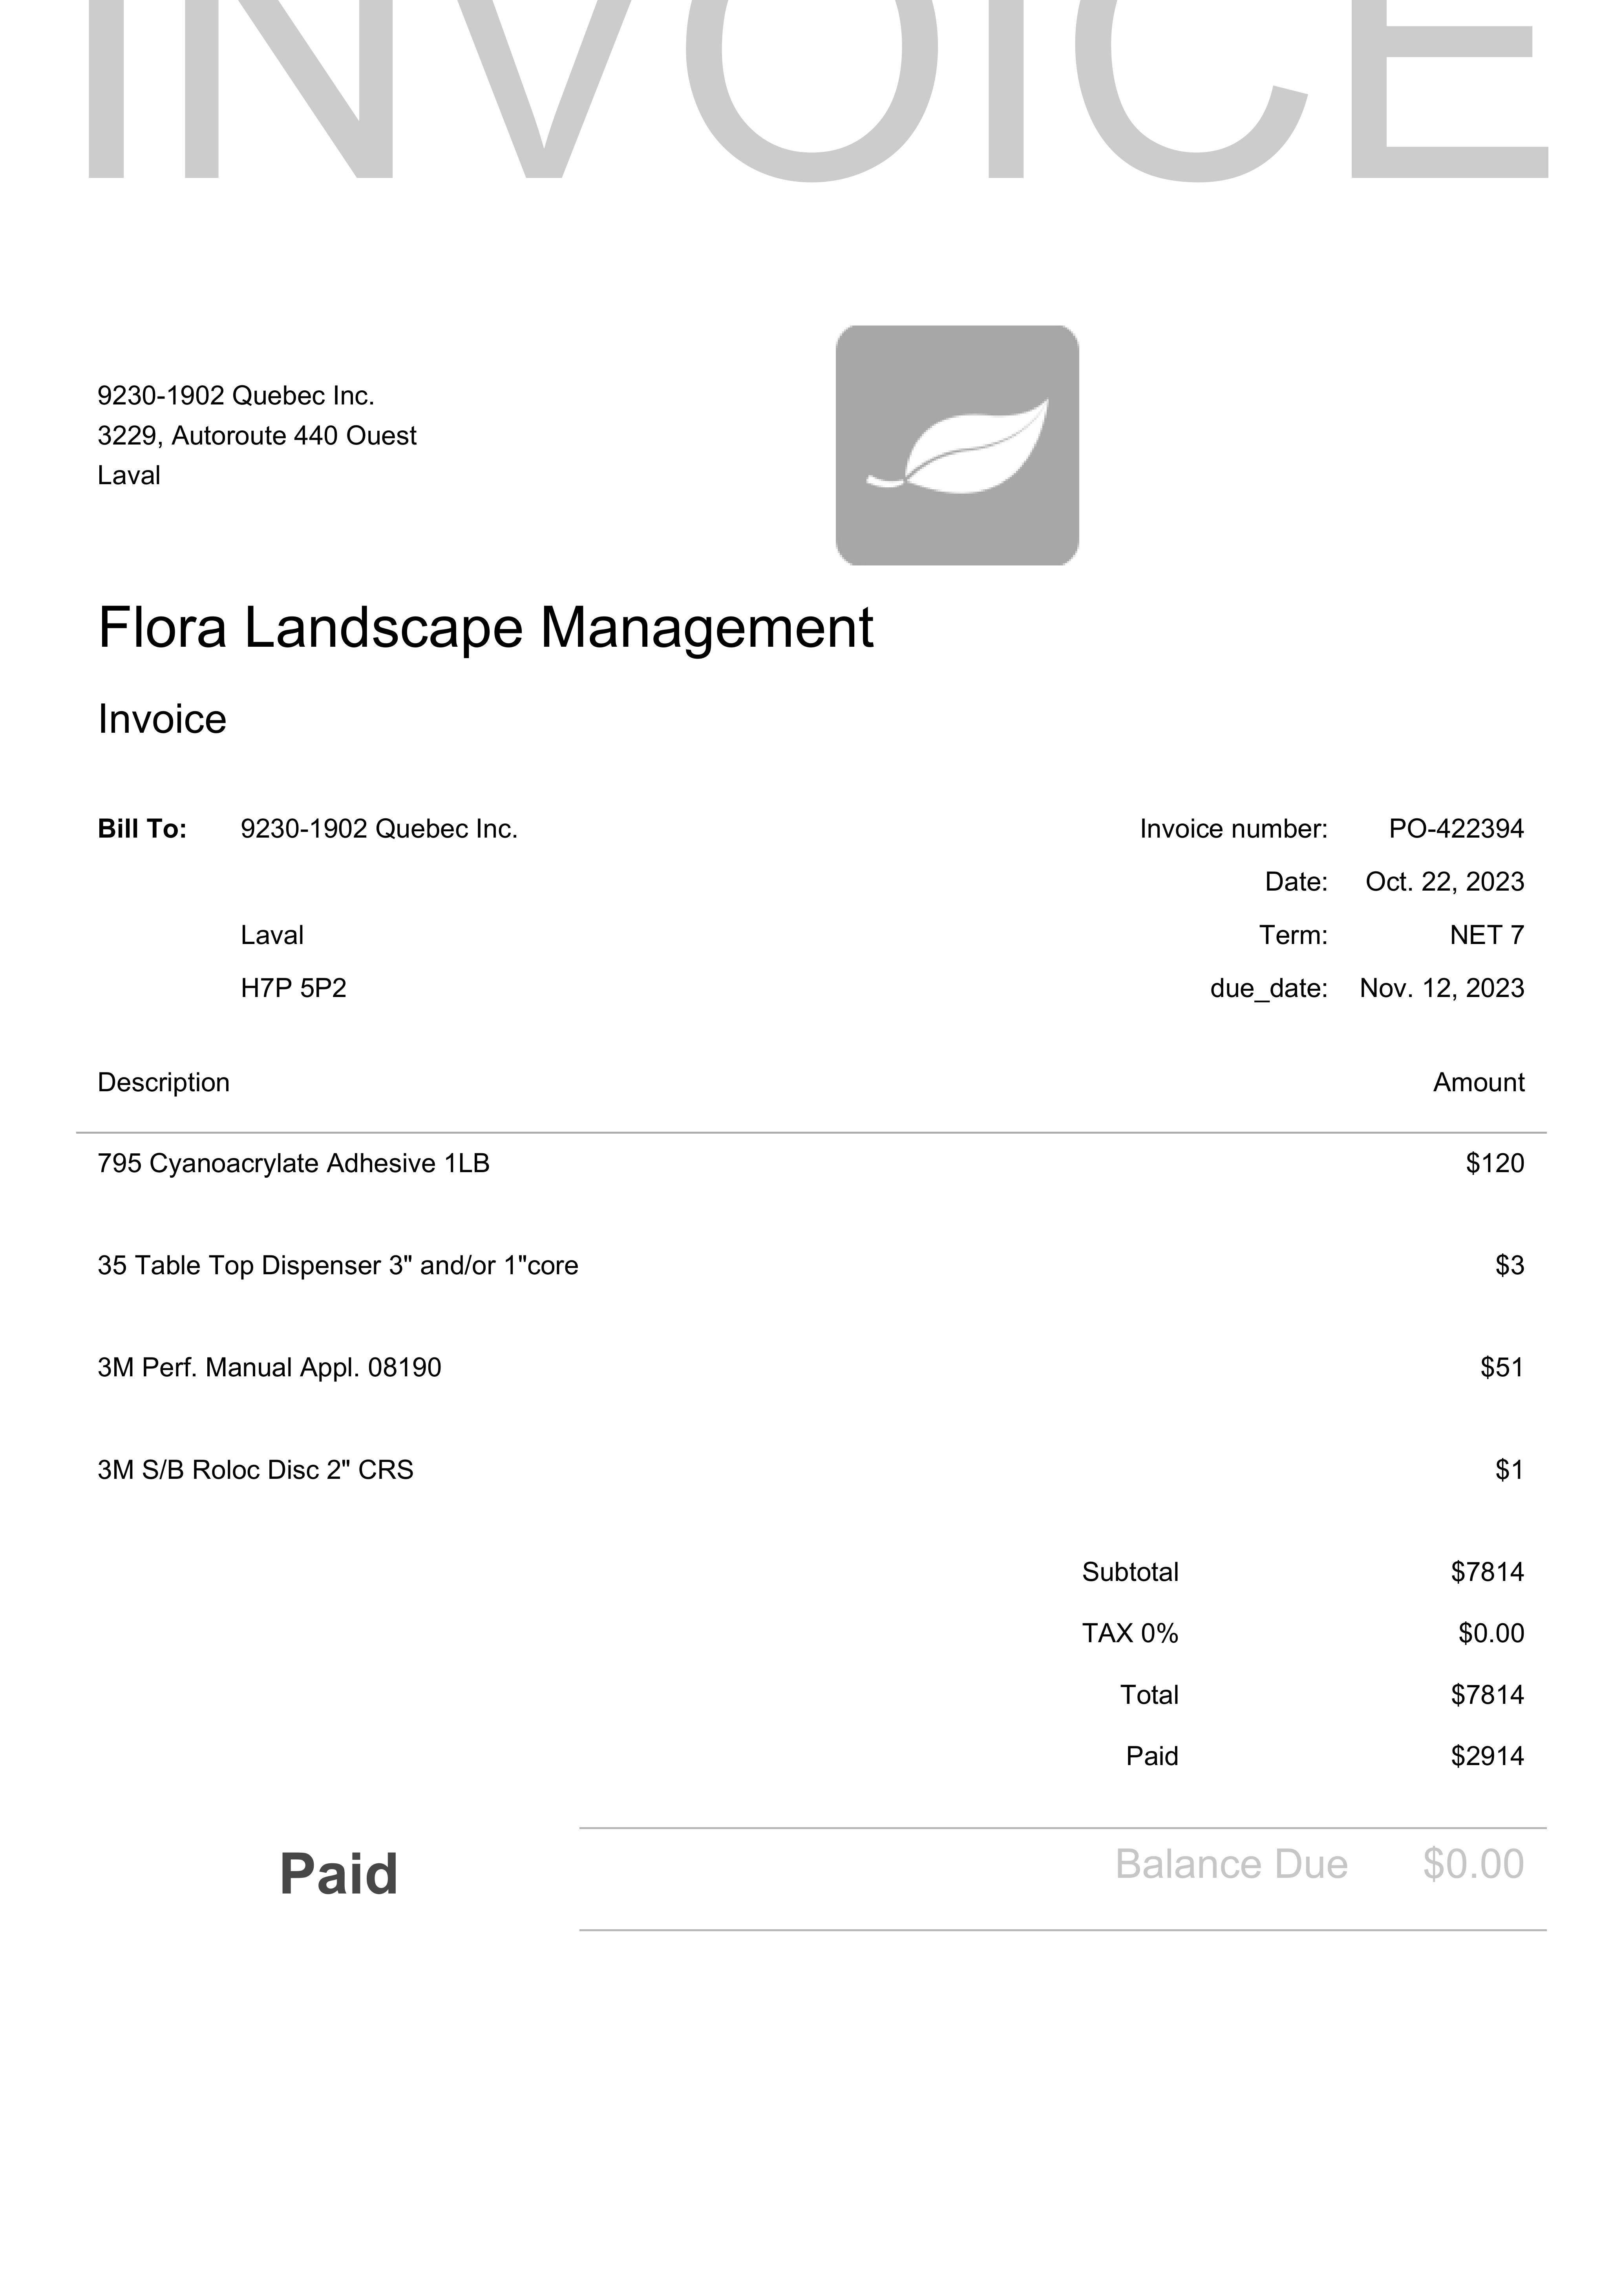 INVOICE
9230-1902 Quebec Inc.
3229, Autoroute 440 Ouest
Laval
Flora Landscape Management
Invoice
Bill To: 9230-1902 Quebec Inc. Invoice number: PO-422394
Date: Oct. 22, 2023
Laval Term: NET 7
H7P 5P2 due_date: Nov. 12, 2023
Description Amount
795 Cyanoacrylate Adhesive 1LB $120
35 Table Top Dispenser 3" and/or 1"core $3
3M Perf. Manual Appl. 08190 $51
3M S/B Roloc Disc 2" CRS $1
Subtotal $7814
TAX 0% $0.00
Total $7814
Paid $2914
Paid Balance Due $0.00